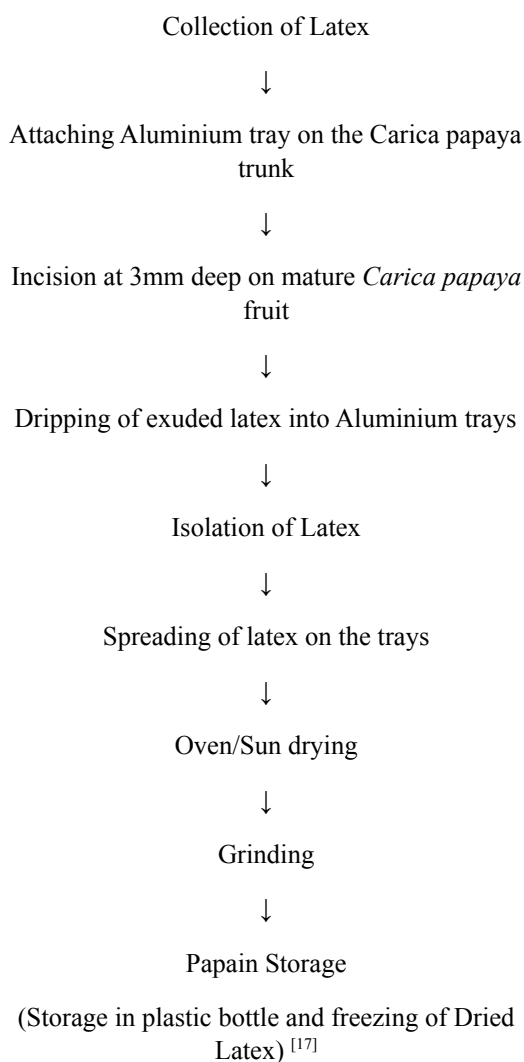 Collection of Latex
↓
Attaching Aluminium tray on the Carica papaya
trunk
↓
Incision at 3mm deep on mature Carica papaya
fruit
↓
Dripping of exuded latex into Aluminium trays
↓
Isolation of Latex
↓
Spreading of latex on the trays
↓
Oven/Sun drying
↓
Grinding
↓
Papain Storage
(Storage in plastic bottle and freezing of Dried
Latex) [17]